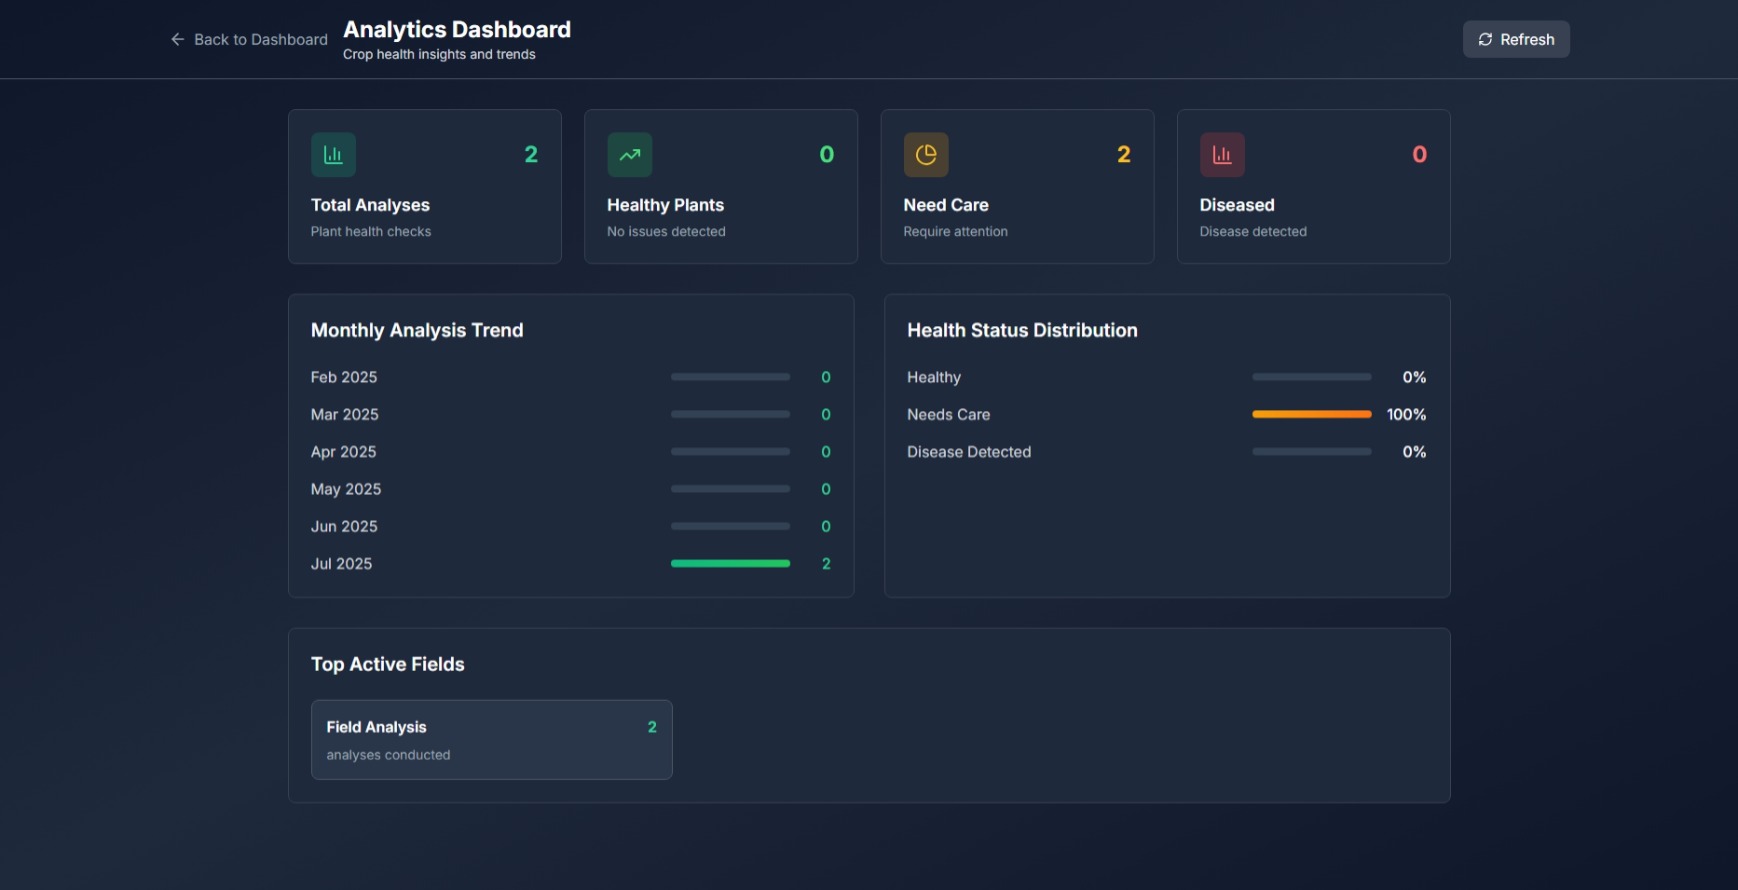 Back to Dashboard
Analytics Dashboard
Crop health insights and trends
Refresh
2
Total Analyses
Plant health checks
0
Healthy Plants
No issues detected
2
Need Care
Require attention
0
Diseased
Disease detected
Monthly Analysis Trend
Feb 2025 0
Mar 2025 0
Apr 2025 0
May 2025 0
Jun 2025 0
Jul 2025 2
Health Status Distribution
Healthy 0%
Needs Care 100%
Disease Detected 0%
Top Active Fields
Field Analysis 2
analyses conducted